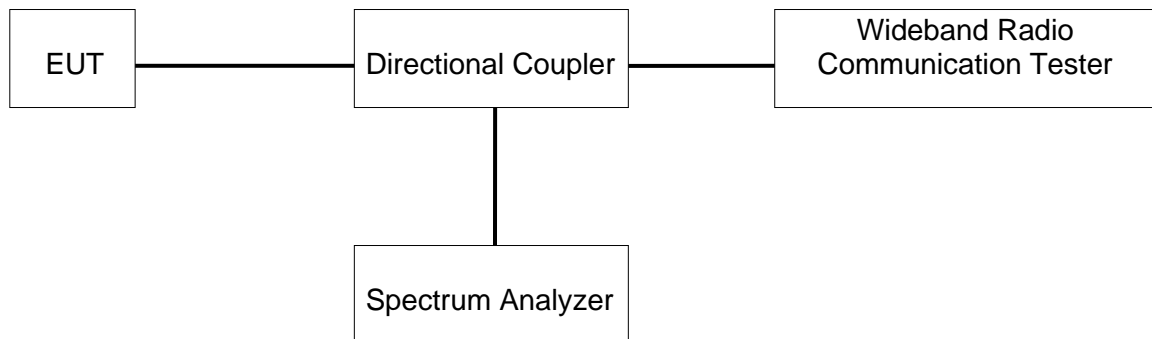 EUT
Directional Coupler
Wideband Radio
Communication Tester
Spectrum Analyzer